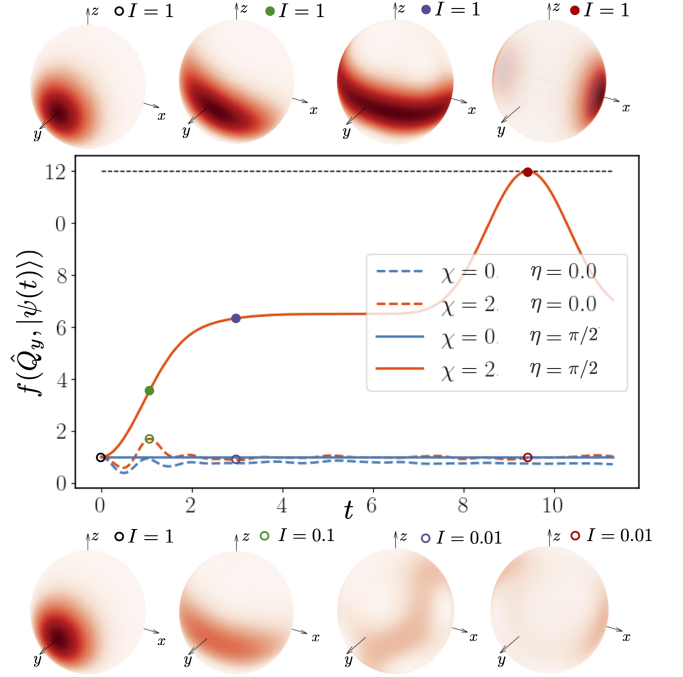 z I = 1 z I = 1 z I = 1 z I = 1
x x x x
y y y y
12
0
8
6
4
2
0
f(Q̂_y, |ψ(t)⟩)
χ = 0. η = 0.0
χ = 2. η = 0.0
χ = 0. η = π/2
χ = 2. η = π/2
0 2 4 6 8 10
t
z I = 1 z I = 0.1 z I = 0.01 z I = 0.01
x x x x
y y y y